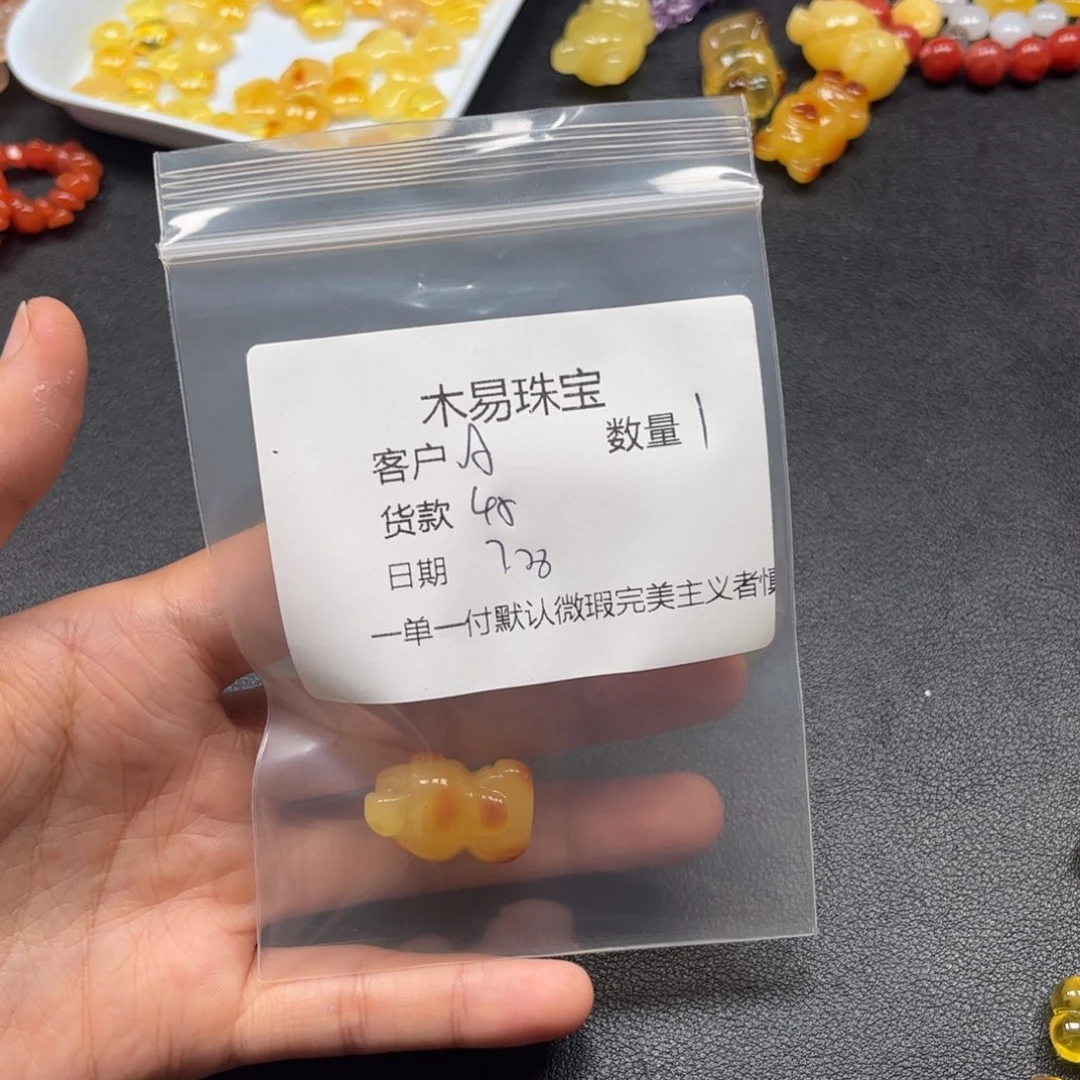 木易珠宝
客户 A 数量 1
货款 48
日期 7.28
一单一付默认微瑕完美主义者慎